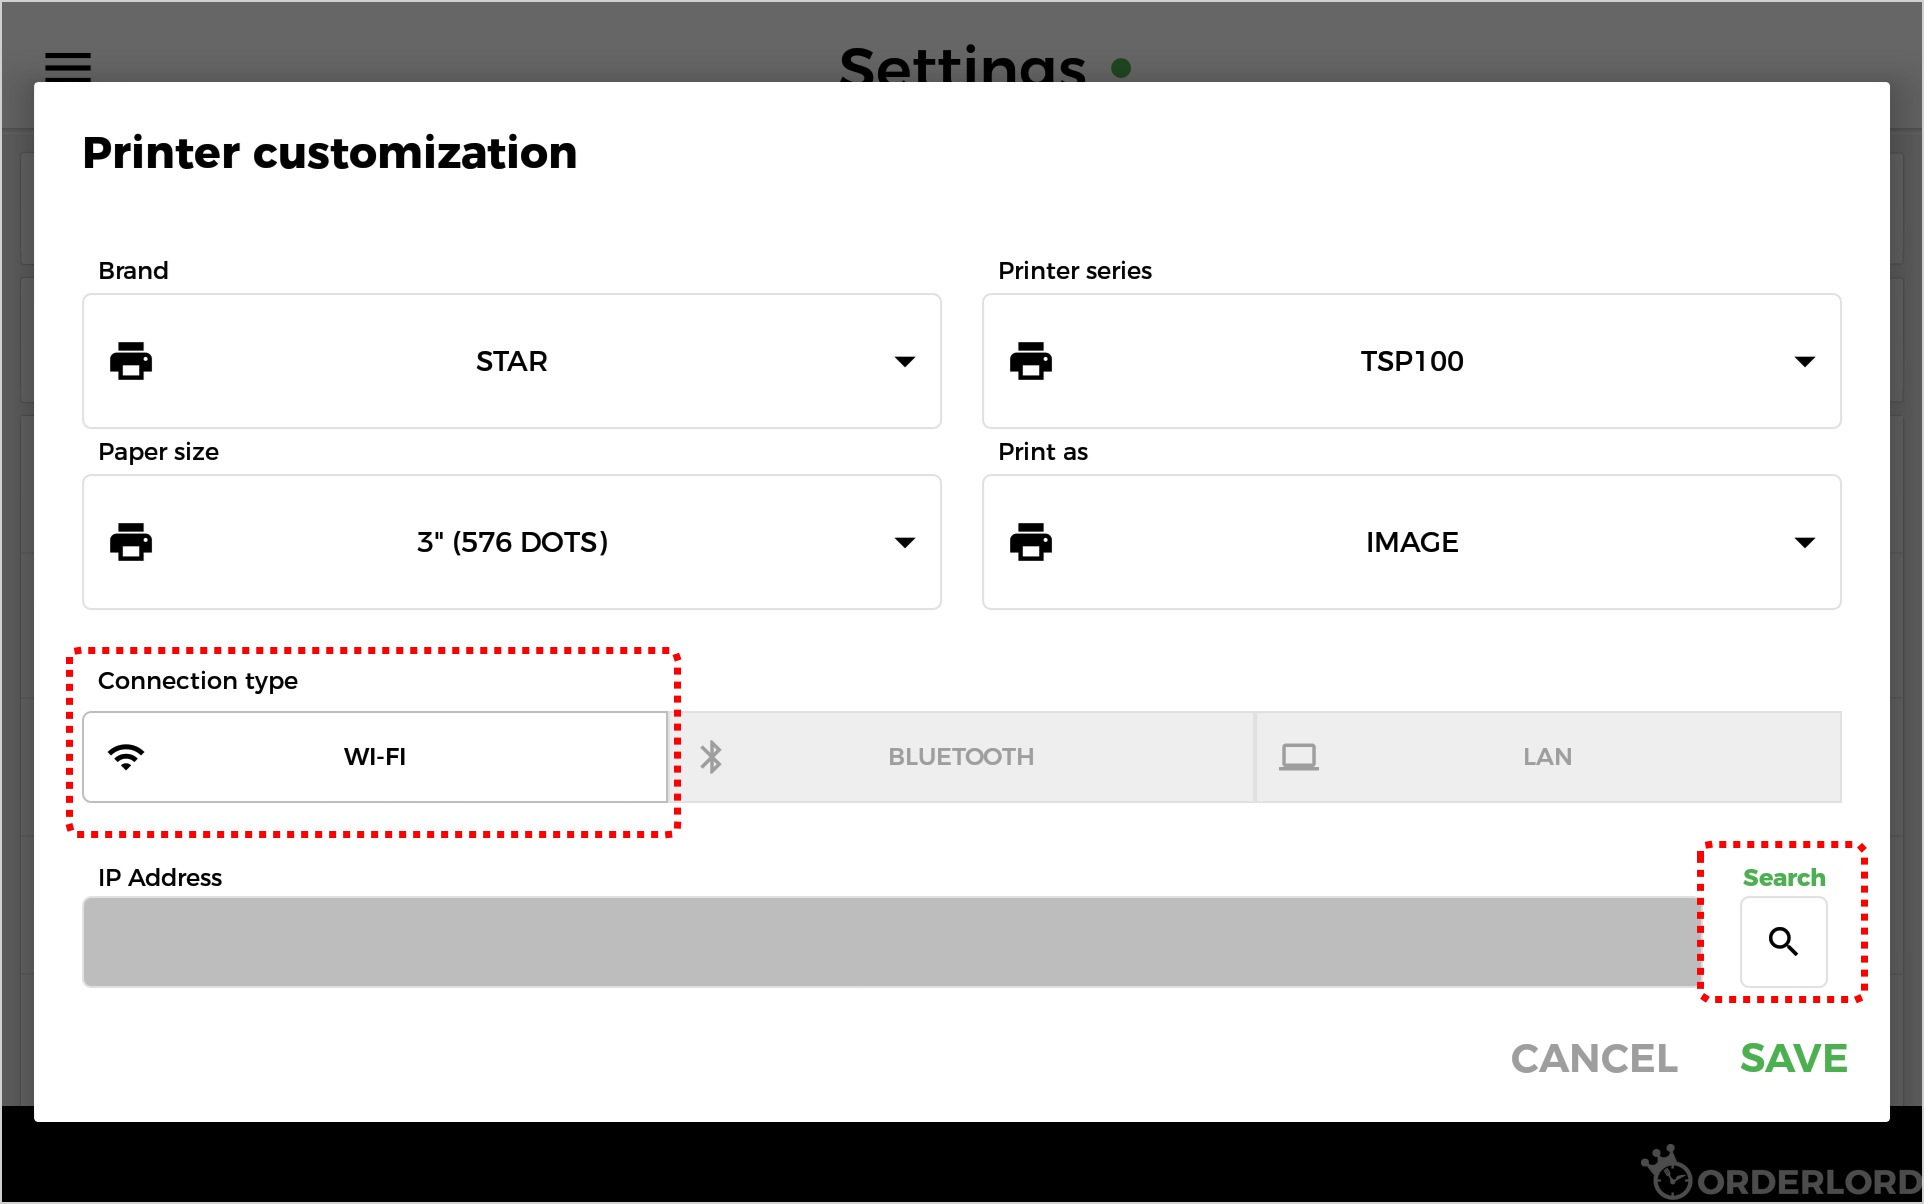 Settings
Printer customization
Brand
Printer series
STAR
TSP100
Paper size
Print as
3" (576 DOTS)
IMAGE
Connection type
WI-FI
BLUETOOTH
LAN
IP Address
Search
CANCEL
SAVE
ORDERLORD